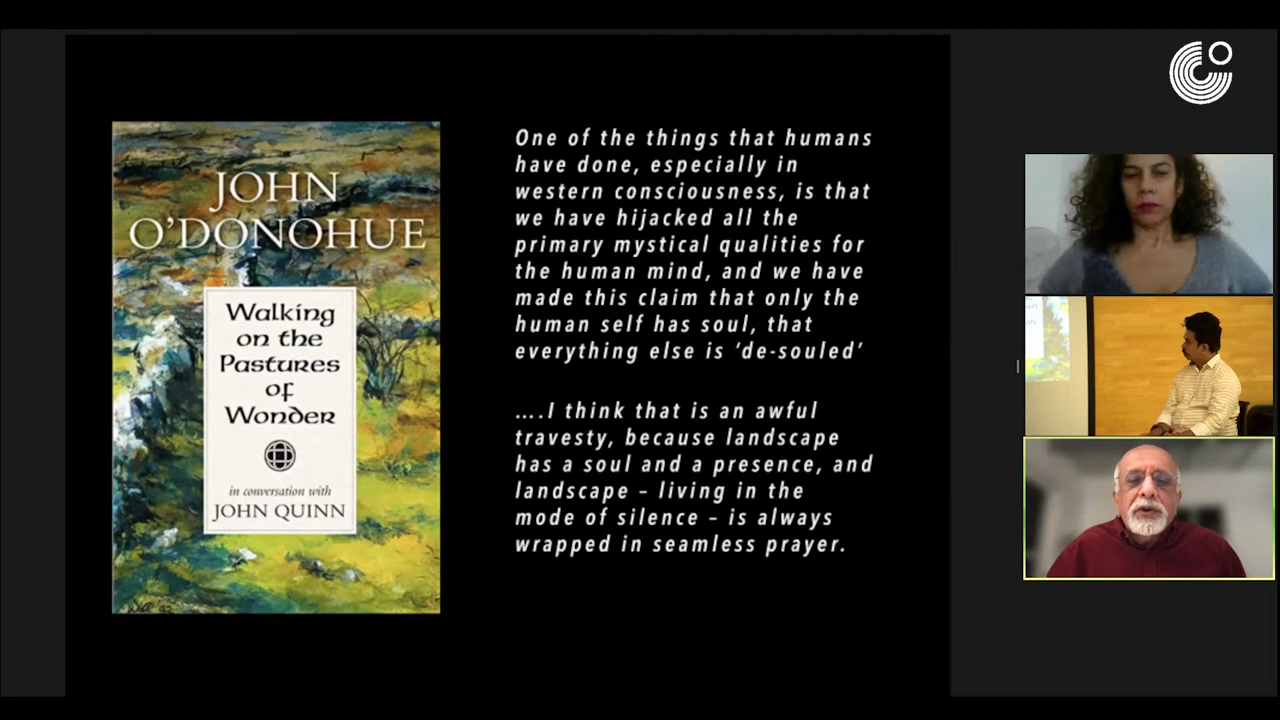 JOHN
O'DONOHUE
Walking
on the
Pastures
of
Wonder
in conversation with
JOHN QUINN
One of the things that humans
have done, especially in
western consciousness, is that
we have hijacked all the
primary mystical qualities for
the human mind, and we have
made this claim that only the
human self has soul, that
everything else is ‘de-souled’
….I think that is an awful
travesty, because landscape
has a soul and a presence, and
landscape – living in the
mode of silence – is always
wrapped in seamless prayer.